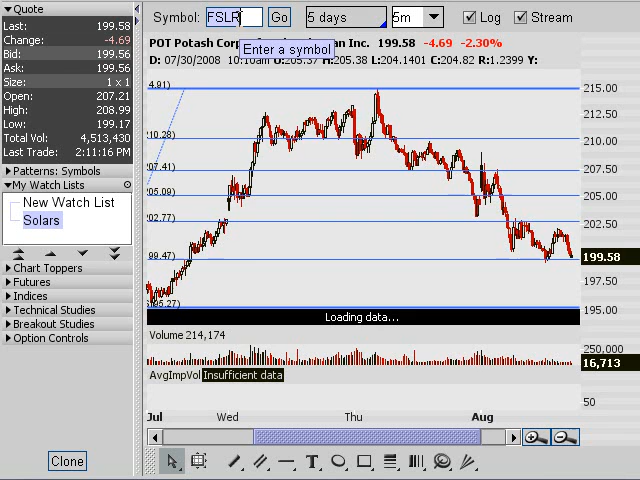 Quote
Last: 199.58
Change: -4.69
Bid: 199.56
Ask: 199.56
Size: 1 x 1
Open: 207.21
High: 208.99
Low: 199.17
Total Vol: 4,513,430
Last Trade: 2:11:16 PM
Patterns: Symbols
My Watch Lists
New Watch List
Solars
Chart Toppers
Futures
Indices
Technical Studies
Breakout Studies
Option Controls
Clone
Symbol: FSLR Go 5 days 5m Log Stream
Enter a symbol
POT Potash Corp an Inc. 199.58 -4.69 -2.30%
D: 07/30/2008 10:10am O:205.37 H:205.38 L:204.1401 C:204.82 R:1.2399 Y:
4.91)
10.28)
07.41)
05.09)
02.77)
99.47)
95.27)
215.00
212.50
210.00
207.50
205.00
202.50
199.58
197.50
195.00
Loading data...
Volume 214,174
250,000
16,713
AvgImpVol Insufficient data
50
Jul Wed Thu Aug
T